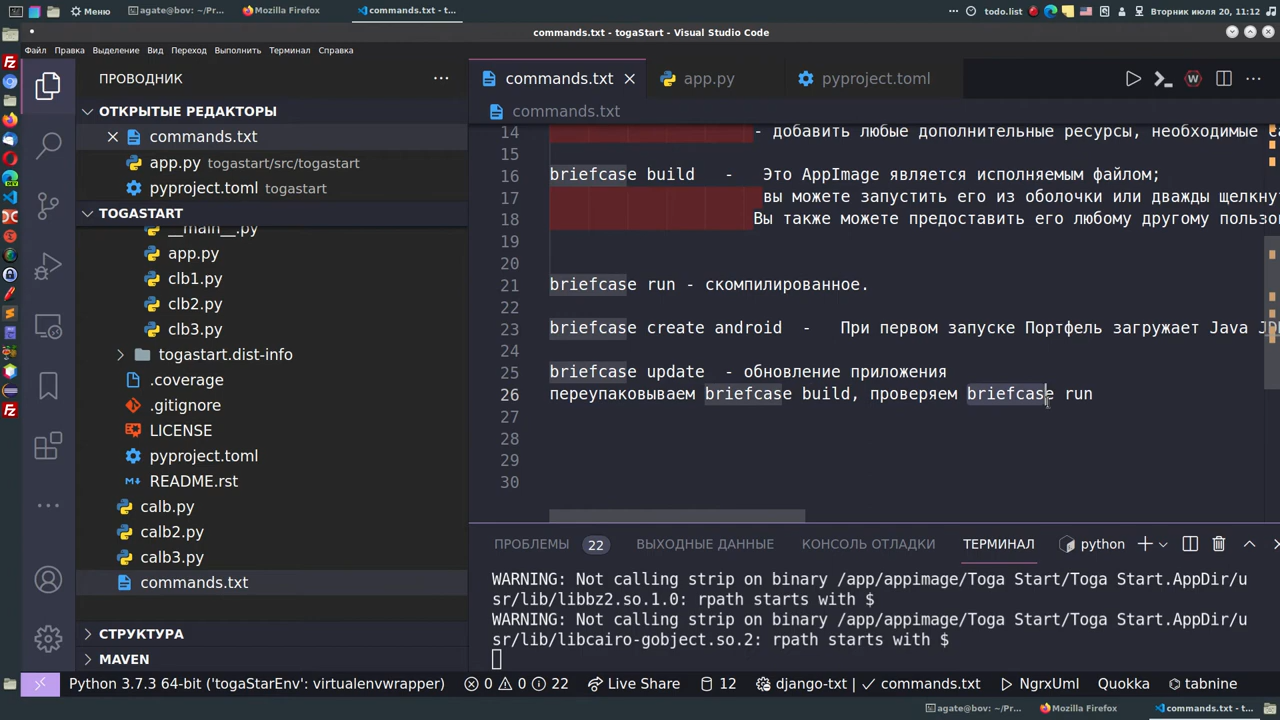 Меню
agate@bov: ~/Pr...
Mozilla Firefox
commands.txt - t...
todo.list
Вторник июля 20, 11:12
commands.txt - togaStart - Visual Studio Code
Файл Правка Выделение Вид Переход Выполнить Терминал Справка
ПРОВОДНИК
ОТКРЫТЫЕ РЕДАКТОРЫ
commands.txt
app.py togastart/src/togastart
pyproject.toml togastart
TOGASTART
__main__.py
app.py
clb1.py
clb2.py
clb3.py
togastart.dist-info
.coverage
.gitignore
LICENSE
pyproject.toml
README.rst
calb.py
calb2.py
calb3.py
commands.txt
СТРУКТУРА
MAVEN
commands.txt
app.py
pyproject.toml
commands.txt
14 - добавить любые дополнительные ресурсы, необходимые
15
16 briefcase build - Это AppImage является исполняемым файлом;
17 вы можете запустить его из оболочки или дважды щелкну
18 Вы также можете предоставить его любому другому пользо
19
20
21 briefcase run - скомпилированное.
22
23 briefcase create android - При первом запуске Портфель загружает Java
24
25 briefcase update - обновление приложения
26 переупаковываем briefcase build, проверяем briefcase run
27
28
29
30
ПРОБЛЕМЫ 22 ВЫХОДНЫЕ ДАННЫЕ КОНСОЛЬ ОТЛАДКИ ТЕРМИНАЛ python
WARNING: Not calling strip on binary /app/appimage/Toga Start/Toga Start.AppDir/u
sr/lib/libbz2.so.1.0: rpath starts with $
WARNING: Not calling strip on binary /app/appimage/Toga Start/Toga Start.AppDir/u
sr/lib/libcairo-gobject.so.2: rpath starts with $
Python 3.7.3 64-bit ('togaStarEnv': virtualenvwrapper) 0 0 22 Live Share 12 django-txt | commands.txt NgrxUml Quokka tabnine
agate@bov: ~/Pr...
Mozilla Firefox
commands.txt - t...